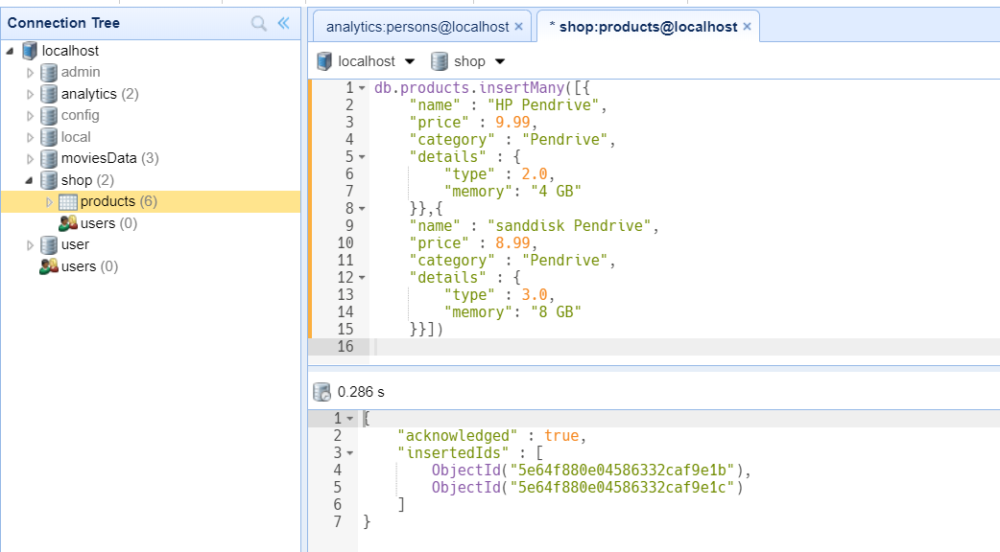 Connection Tree
localhost
admin
analytics (2)
config
local
moviesData (3)
shop (2)
products (6)
users (0)
user
users (0)
analytics:persons@localhost ×
* shop:products@localhost ×
localhost shop
1 db.products.insertMany([{
2 "name" : "HP Pendrive",
3 "price" : 9.99,
4 "category" : "Pendrive",
5 "details" : {
6 "type" : 2.0,
7 "memory": "4 GB"
8 }},{
9 "name" : "sanddisk Pendrive",
10 "price" : 8.99,
11 "category" : "Pendrive",
12 "details" : {
13 "type" : 3.0,
14 "memory": "8 GB"
15 }}])
16
0.286 s
1 {
2 "acknowledged" : true,
3 "insertedIds" : [
4 ObjectId("5e64f880e04586332caf9e1b"),
5 ObjectId("5e64f880e04586332caf9e1c")
6 ]
7 }